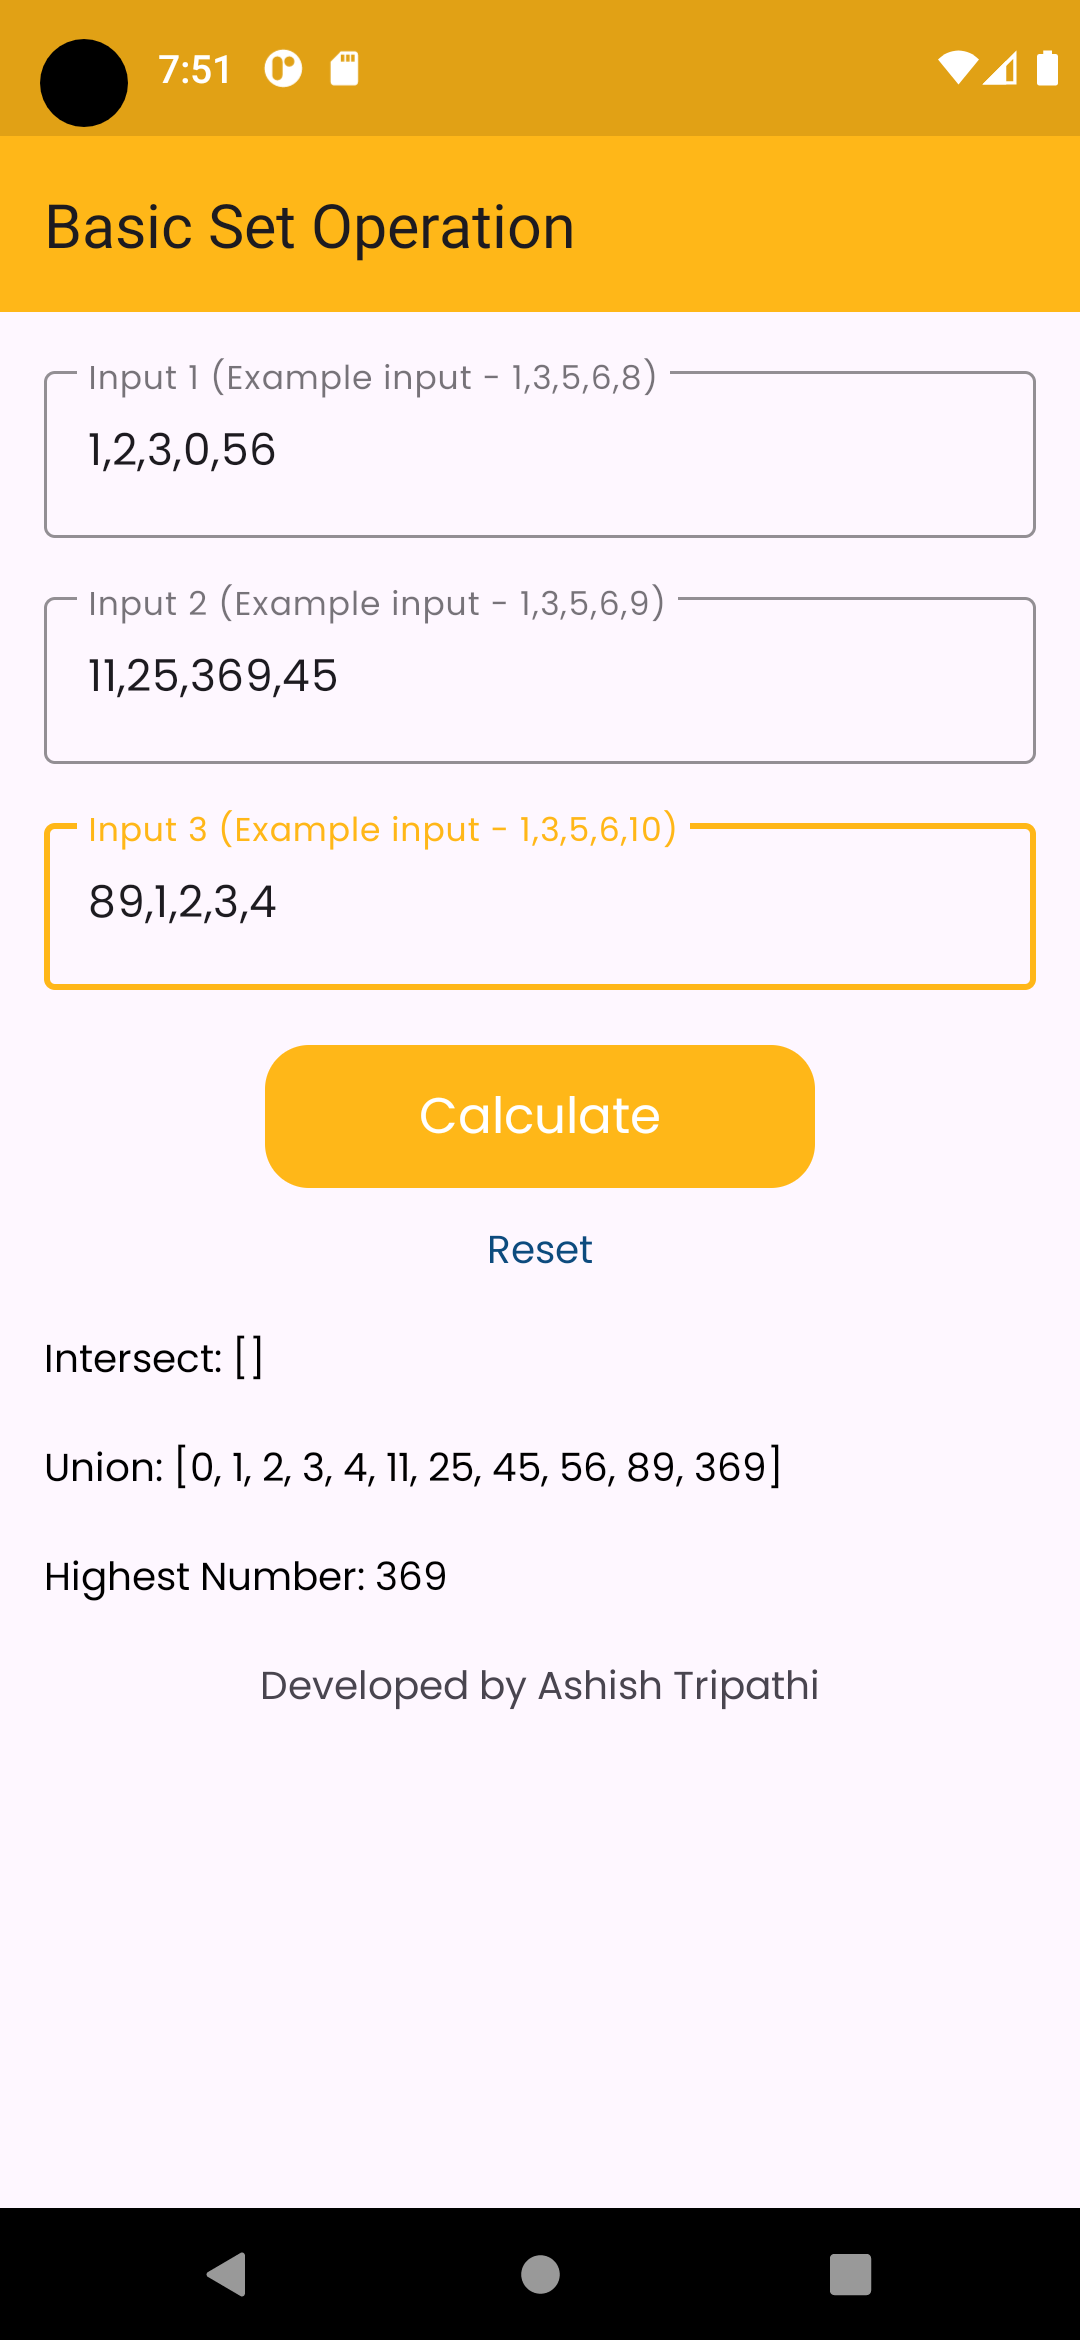 7:51
Basic Set Operation
Input 1 (Example input - 1,3,5,6,8)
1,2,3,0,56
Input 2 (Example input - 1,3,5,6,9)
11,25,369,45
Input 3 (Example input - 1,3,5,6,10)
89,1,2,3,4
Calculate
Reset
Intersect: []
Union: [0, 1, 2, 3, 4, 11, 25, 45, 56, 89, 369]
Highest Number: 369
Developed by Ashish Tripathi